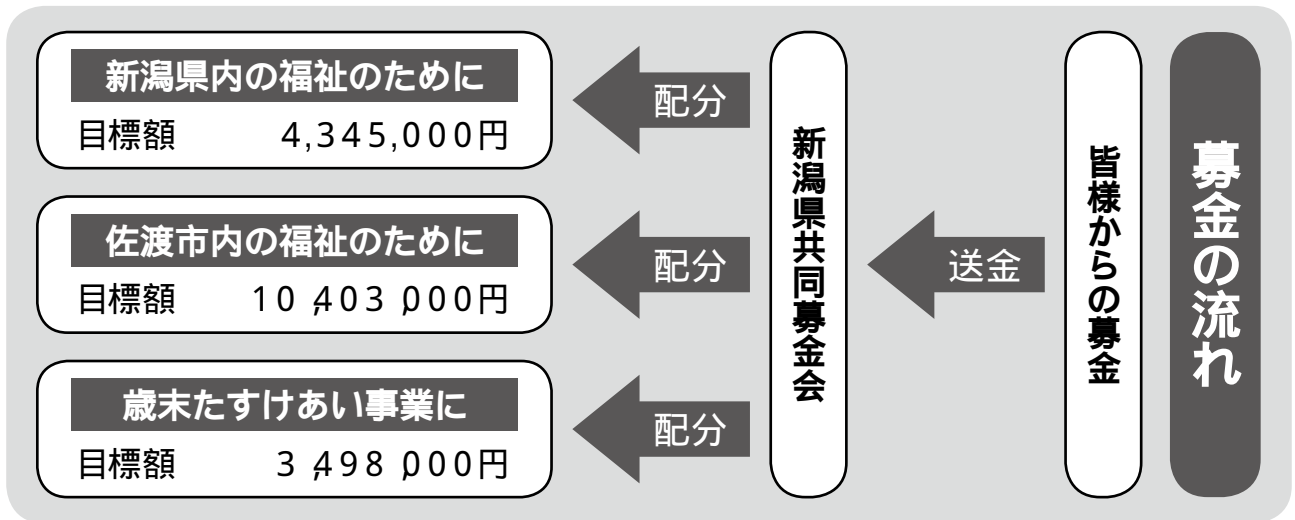 募金の流れ
皆様からの募金
送金
新潟県共同募金会
配分
新潟県内の福祉のために
目標額 4,345,000円
配分
佐渡市内の福祉のために
目標額 10,403,000円
配分
歳末たすけあい事業に
目標額 3,498,000円